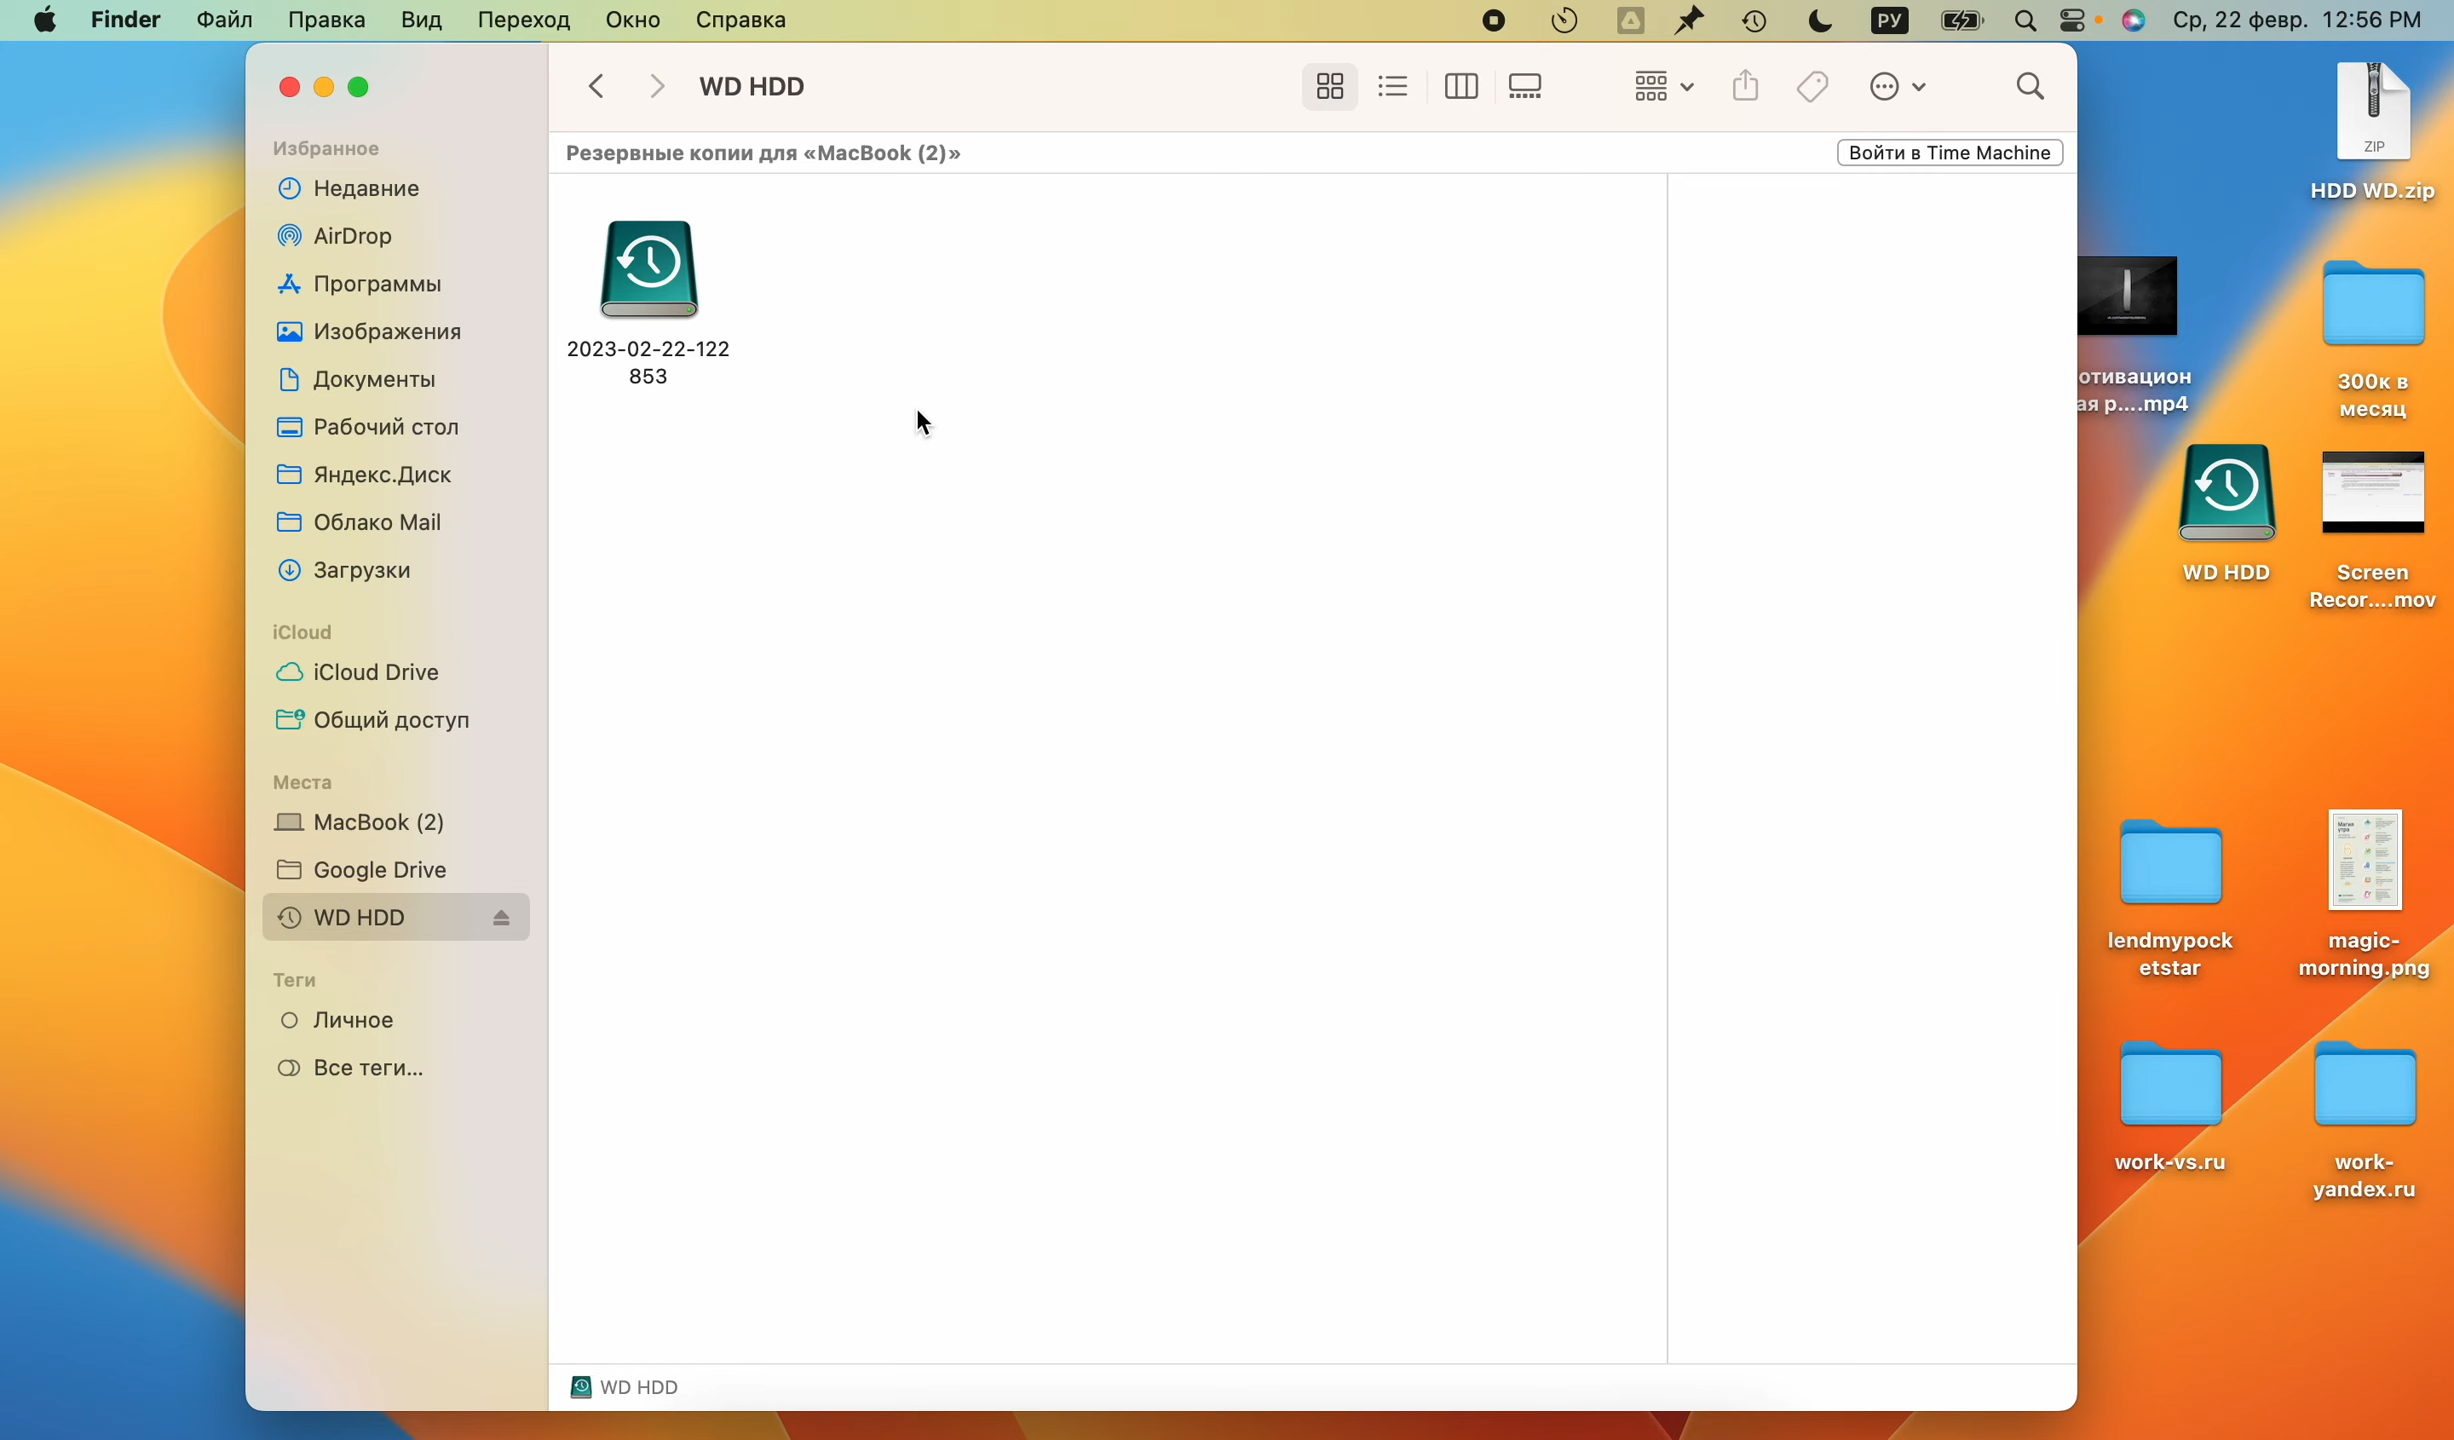 Finder Файл Правка Вид Переход Окно Справка РУ Ср, 22 февр. 12:56 PM
WD HDD
Резервные копии для «MacBook (2)» Войти в Time Machine
Избранное
Недавние
AirDrop
Программы
Изображения
Документы
Рабочий стол
Яндекс.Диск
Облако Mail
Загрузки
iCloud
iCloud Drive
Общий доступ
Места
MacBook (2)
Google Drive
WD HDD
Теги
Личное
Все теги...
2023-02-22-122
853
WD HDD
ZIP
HDD WD.zip
отивацион
ая р....mp4
300к в
месяц
WD HDD
Screen
Recor....mov
lendmypock
etstar
magic-
morning.png
work-vs.ru
work-
yandex.ru